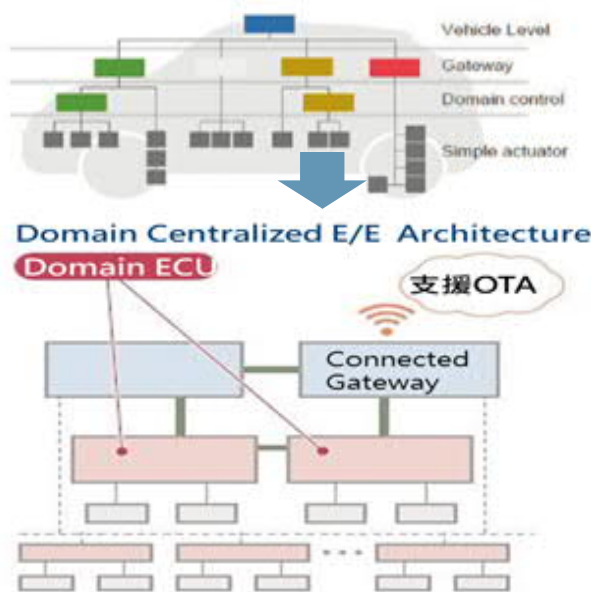 Vehicle Level
Gateway
Domain control
Simple actuator
Domain Centralized E/E Architecture
Domain ECU
支援OTA
Connected
Gateway